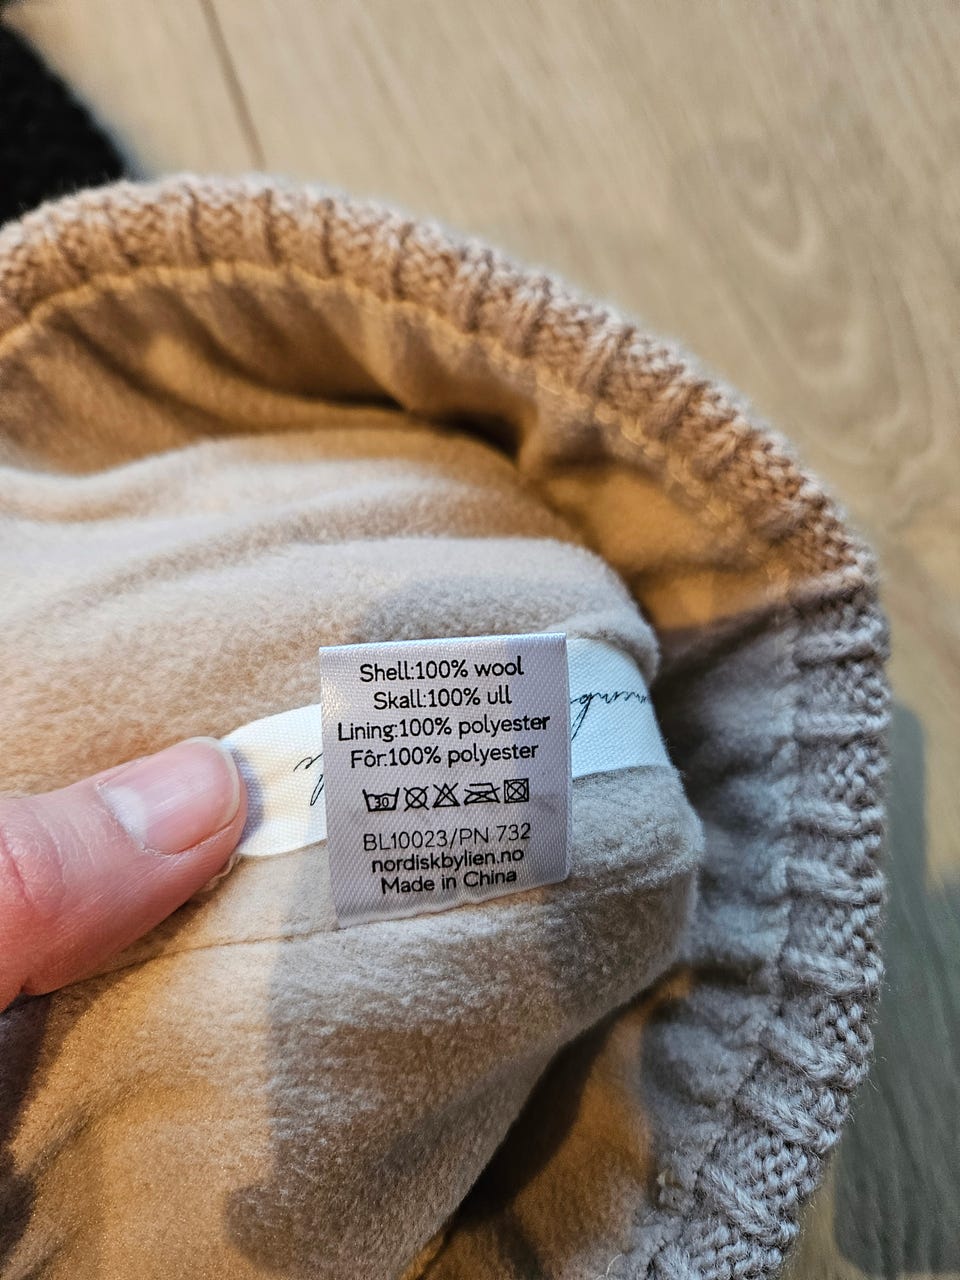 Shell:100% wool
Skall:100% ull
Lining:100% polyester
Fôr:100% polyester
30
BL10023/PN 732
nordiskbylien.no
Made in China